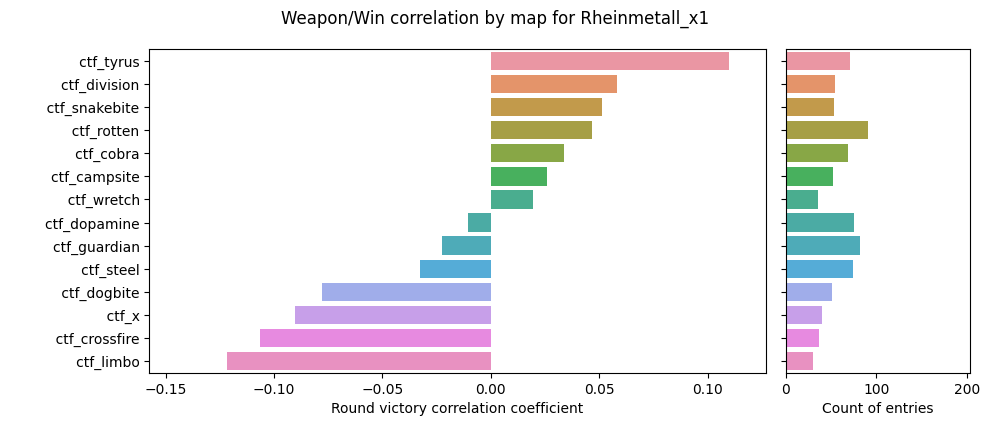 Weapon/Win correlation by map for Rheinmetall_x1
ctf_tyrus
ctf_division
ctf_snakebite
ctf_rotten
ctf_cobra
ctf_campsite
ctf_wretch
ctf_dopamine
ctf_guardian
ctf_steel
ctf_dogbite
ctf_x
ctf_crossfire
ctf_limbo
−0.15 −0.10 −0.05 0.00 0.05 0.10
Round victory correlation coefficient
0 100 200
Count of entries